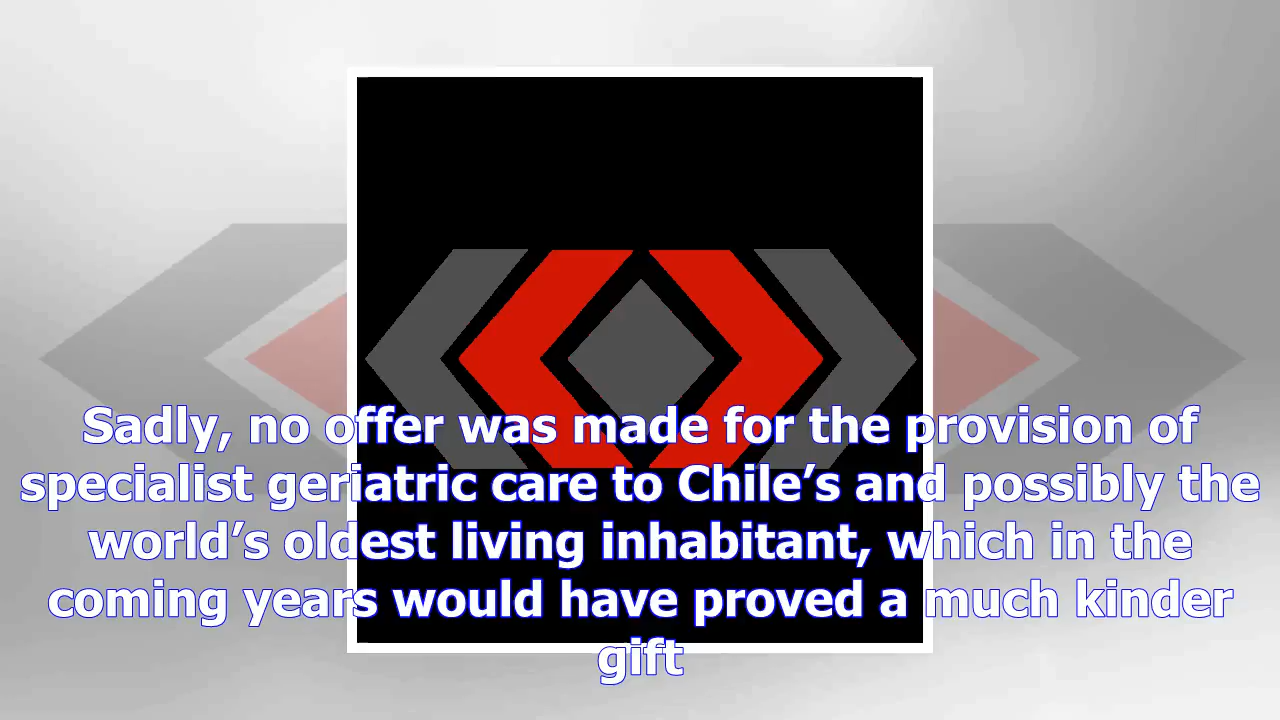 Sadly, no offer was made for the provision of
specialist geriatric care to Chile’s and possibly the
world’s oldest living inhabitant, which in the
coming years would have proved a much kinder
gift